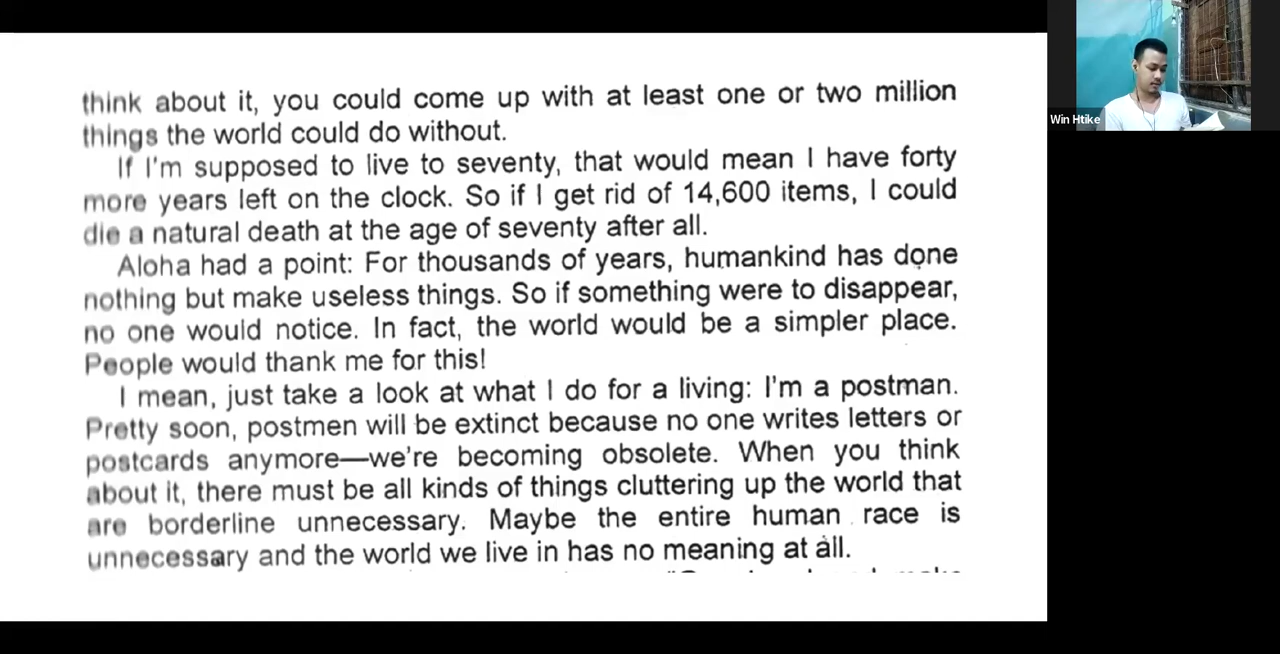 think about it, you could come up with at least one or two million
things the world could do without.
If I'm supposed to live to seventy, that would mean I have forty
more years left on the clock. So if I get rid of 14,600 items, I could
die a natural death at the age of seventy after all.
Aloha had a point: For thousands of years, humankind has done
nothing but make useless things. So if something were to disappear,
no one would notice. In fact, the world would be a simpler place.
People would thank me for this!
I mean, just take a look at what I do for a living: I'm a postman.
Pretty soon, postmen will be extinct because no one writes letters or
postcards anymore—we're becoming obsolete. When you think
about it, there must be all kinds of things cluttering up the world that
are borderline unnecessary. Maybe the entire human race is
unnecessary and the world we live in has no meaning at all.
Win Htike